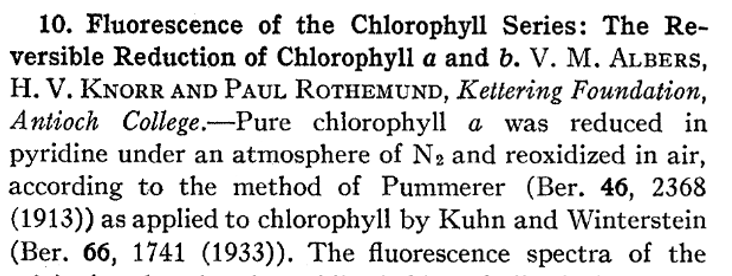 10. Fluorescence of the Chlorophyll Series: The Re-
versible Reduction of Chlorophyll a and b. V. M. ALBERS,
H. V. KNORR AND PAUL ROTHEMUND, Kettering Foundation,
Antioch College.—Pure chlorophyll a was reduced in
pyridine under an atmosphere of N₂ and reoxidized in air,
according to the method of Pummerer (Ber. 46, 2368
(1913)) as applied to chlorophyll by Kuhn and Winterstein
(Ber. 66, 1741 (1933)). The fluorescence spectra of the